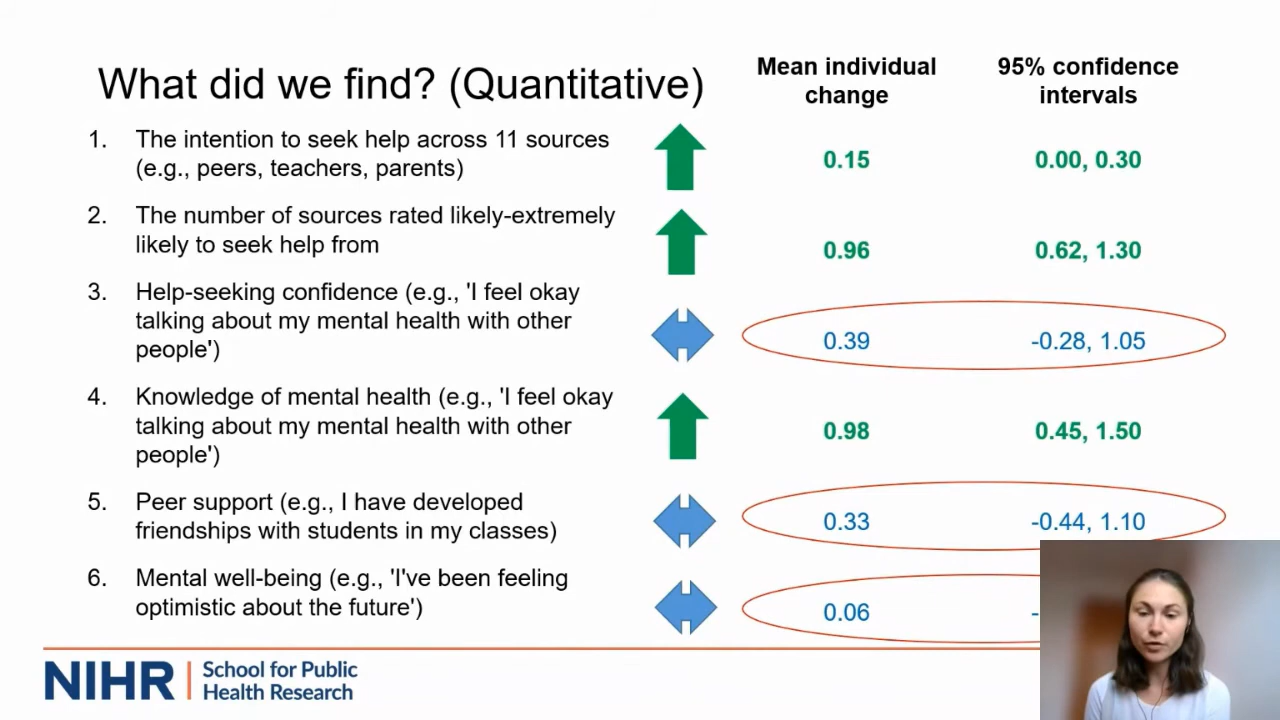 What did we find? (Quantitative)
Mean individual
change
95% confidence
intervals
1. The intention to seek help across 11 sources
(e.g., peers, teachers, parents)
0.15
0.00, 0.30
2. The number of sources rated likely-extremely
likely to seek help from
0.96
0.62, 1.30
3. Help-seeking confidence (e.g., 'I feel okay
talking about my mental health with other
people')
0.39
-0.28, 1.05
4. Knowledge of mental health (e.g., 'I feel okay
talking about my mental health with other
people')
0.98
0.45, 1.50
5. Peer support (e.g., I have developed
friendships with students in my classes)
0.33
-0.44, 1.10
6. Mental well-being (e.g., 'I've been feeling
optimistic about the future')
0.06
-
NIHR
School for Public
Health Research